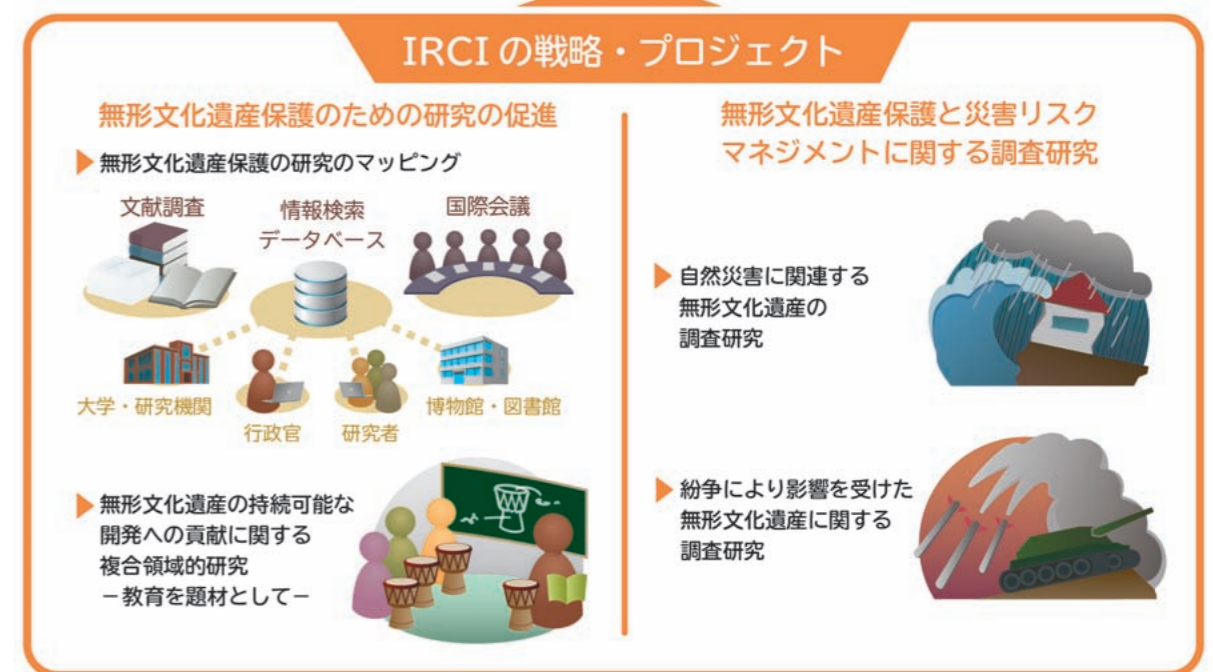 IRCIの戦略・プロジェクト
無形文化遺産保護のための研究の促進
▶無形文化遺産保護の研究のマッピング
文献調査
情報検索
データベース
国際会議
大学・研究機関
行政官
研究者
博物館・図書館
▶無形文化遺産の持続可能な
開発への貢献に関する
複合領域的研究
－教育を題材として－
無形文化遺産保護と災害リスク
マネジメントに関する調査研究
▶自然災害に関連する
無形文化遺産の
調査研究
▶紛争により影響を受けた
無形文化遺産に関する
調査研究